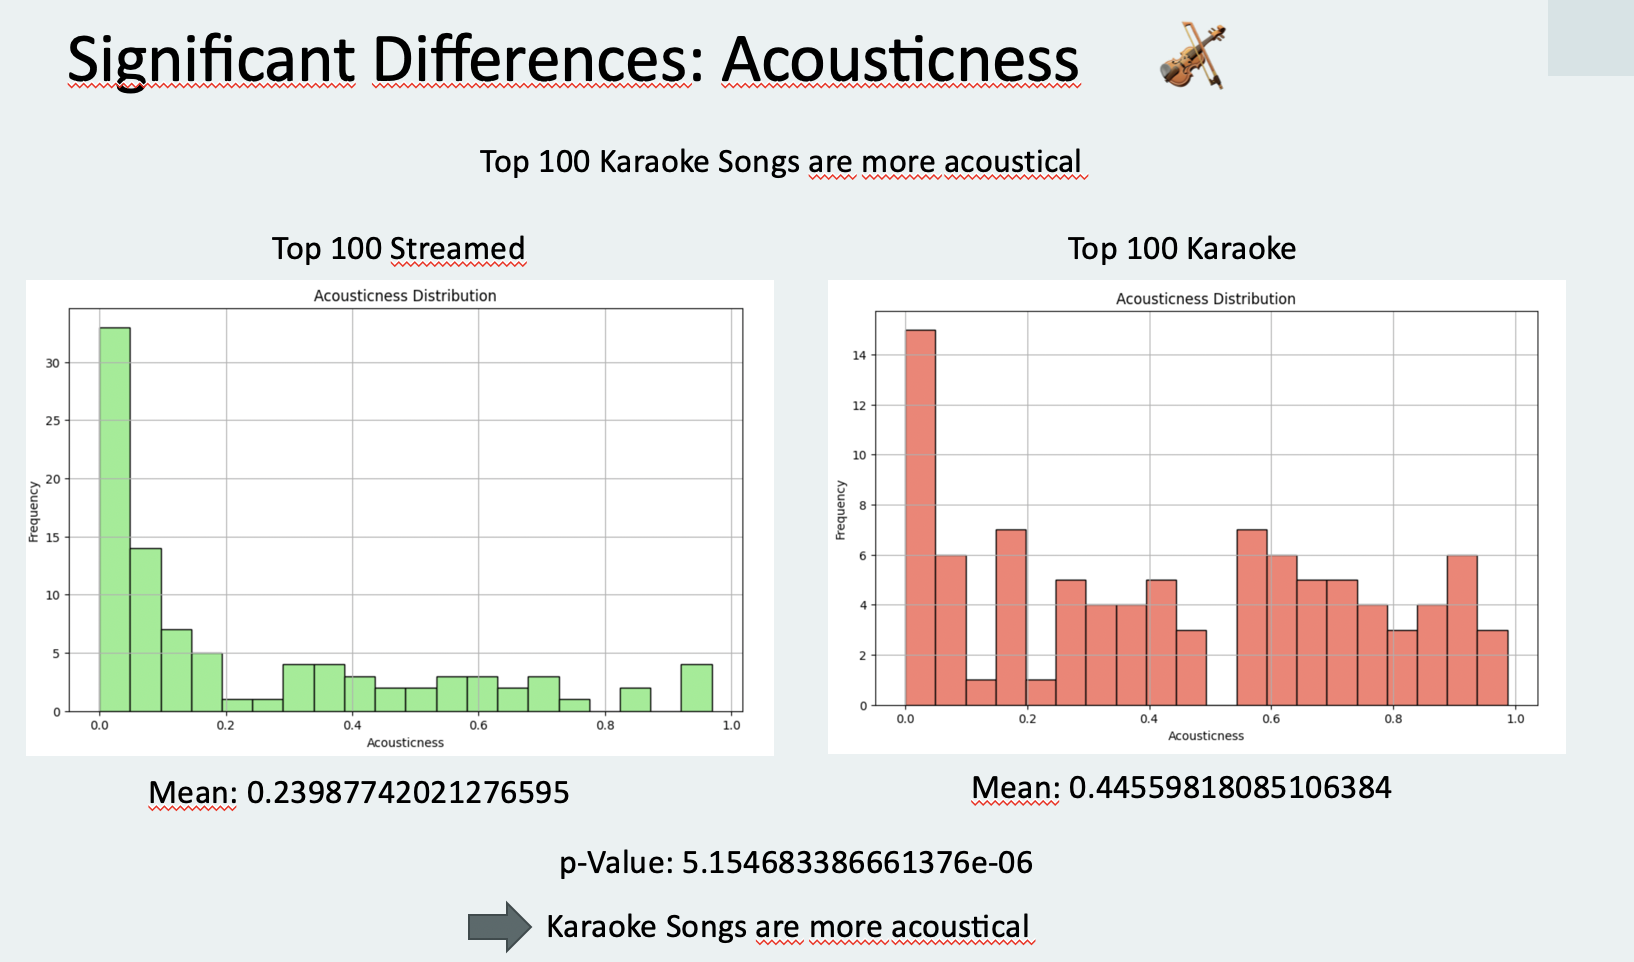 Significant Differences: Acousticness
Top 100 Karaoke Songs are more acoustical
Top 100 Streamed
Acousticness Distribution
Frequency
30
25
20
15
10
5
0
0.0 0.2 0.4 0.6 0.8 1.0
Acousticness
Mean: 0.23987742021276595
Top 100 Karaoke
Acousticness Distribution
Frequency
14
12
10
8
6
4
2
0
0.0 0.2 0.4 0.6 0.8 1.0
Acousticness
Mean: 0.44559818085106384
p-Value: 5.154683386661376e-06
Karaoke Songs are more acoustical